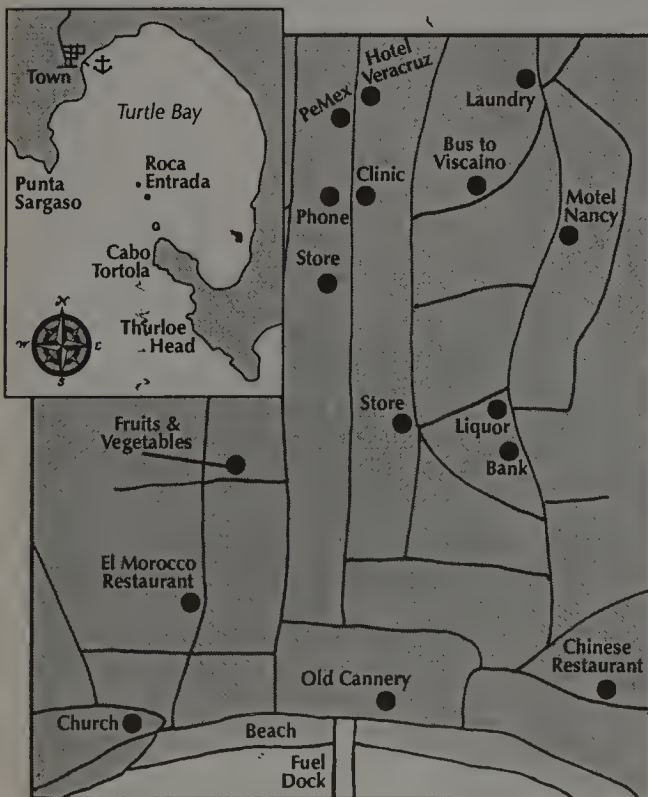 Town
Turtle Bay
Punta
Sargaso
Roca
Entrada
Cabo
Tortola
Thurloe
Head
N
W
E
S
PeMex
Hotel
Veracruz
Laundry
Bus to
Viscaino
Phone
Clinic
Motel
Nancy
Store
Store
Liquor
Bank
Fruits &
Vegetables
El Morocco
Restaurant
Chinese
Restaurant
Old Cannery
Church
Beach
Fuel
Dock